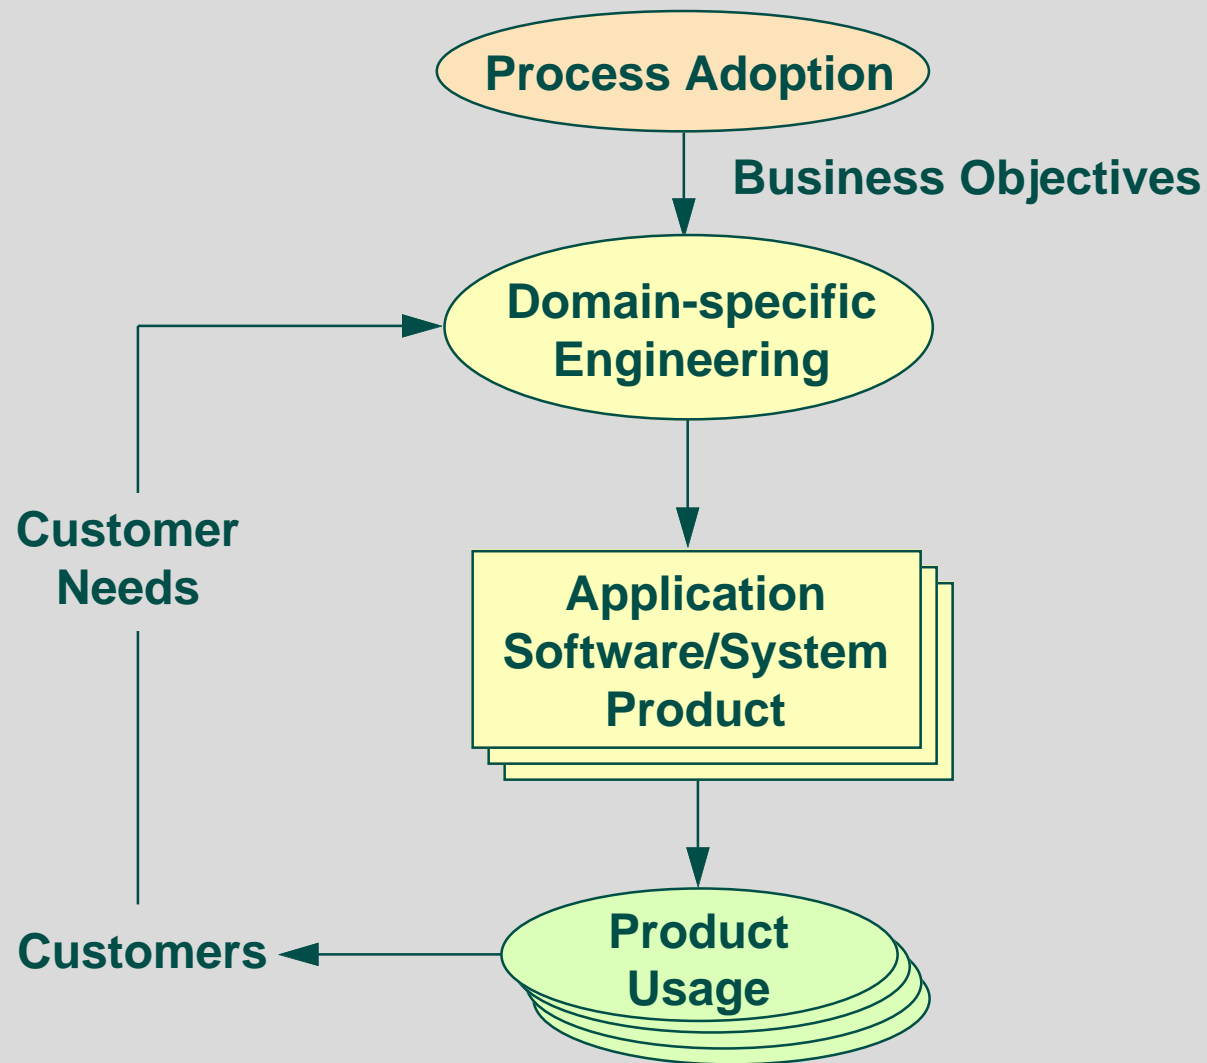 Process Adoption
Business Objectives
Domain-specific
Engineering
Customer
Needs
Application
Software/System
Product
Customers
Product
Usage